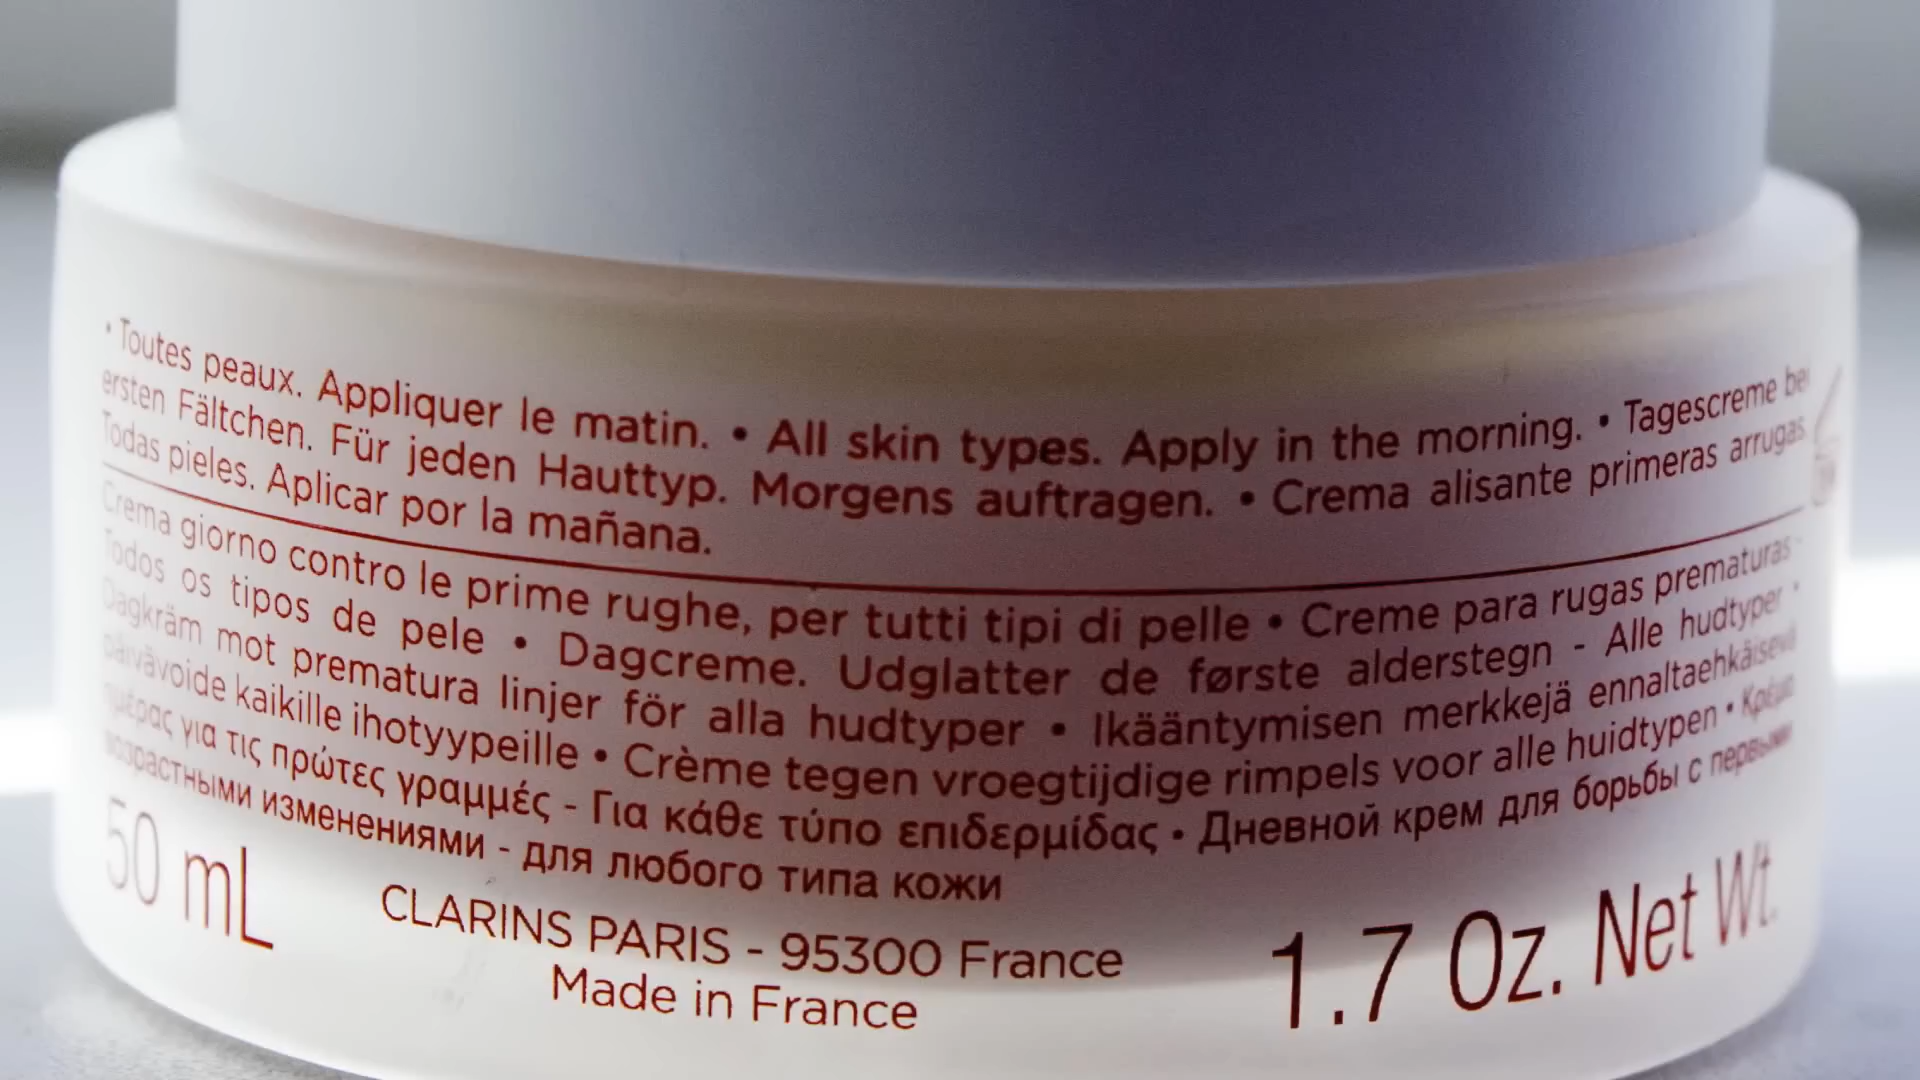 • Toutes peaux. Appliquer le matin. • All skin types. Apply in the morning. • Tagescreme bei
ersten Fältchen. Für jeden Hauttyp. Morgens auftragen. • Crema alisante primeras arrugas
Todas pieles. Aplicar por la mañana.
Crema giorno contro le prime rughe, per tutti tipi di pelle • Creme para rugas prematuras -
Todos os tipos de pele • Dagcreme. Udglatter de første alderstegn - Alle hudtyper •
Dagkräm mot prematura linjer för alla hudtyper • Ikääntymisen merkkejä ennaltaehkäisevä
päivävoide kaikille ihotyypeille • Crème tegen vroegtijdige rimpels voor alle huidtypen • Κρέμα
ημέρας για τις πρώτες γραμμές - Για κάθε τύπο επιδερμίδας • Дневной крем для борьбы с первыми
возрастными изменениями - для любого типа кожи
50 mL
CLARINS PARIS - 95300 France
Made in France
1.7 Oz. Net Wt.